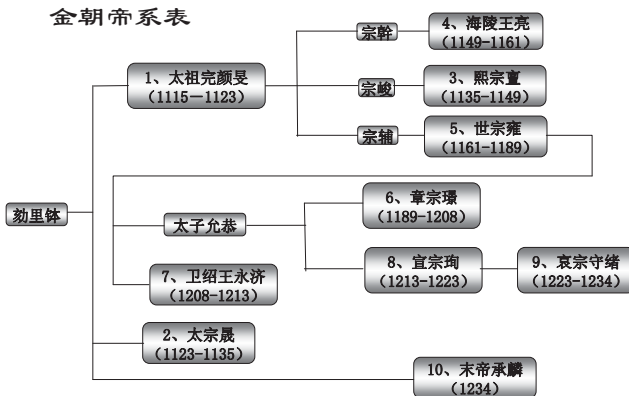 金朝帝系表
宗幹
4、海陵王亮
(1149-1161)
1、太祖完颜旻
(1115－1123)
宗峻
3、熙宗亶
(1135-1149)
宗辅
5、世宗雍
(1161-1189)
劾里钵
太子允恭
6、章宗璟
(1189-1208)
7、卫绍王永济
(1208-1213)
8、宣宗珣
(1213-1223)
9、哀宗守绪
(1223-1234)
2、太宗晟
(1123-1135)
10、末帝承麟
(1234)